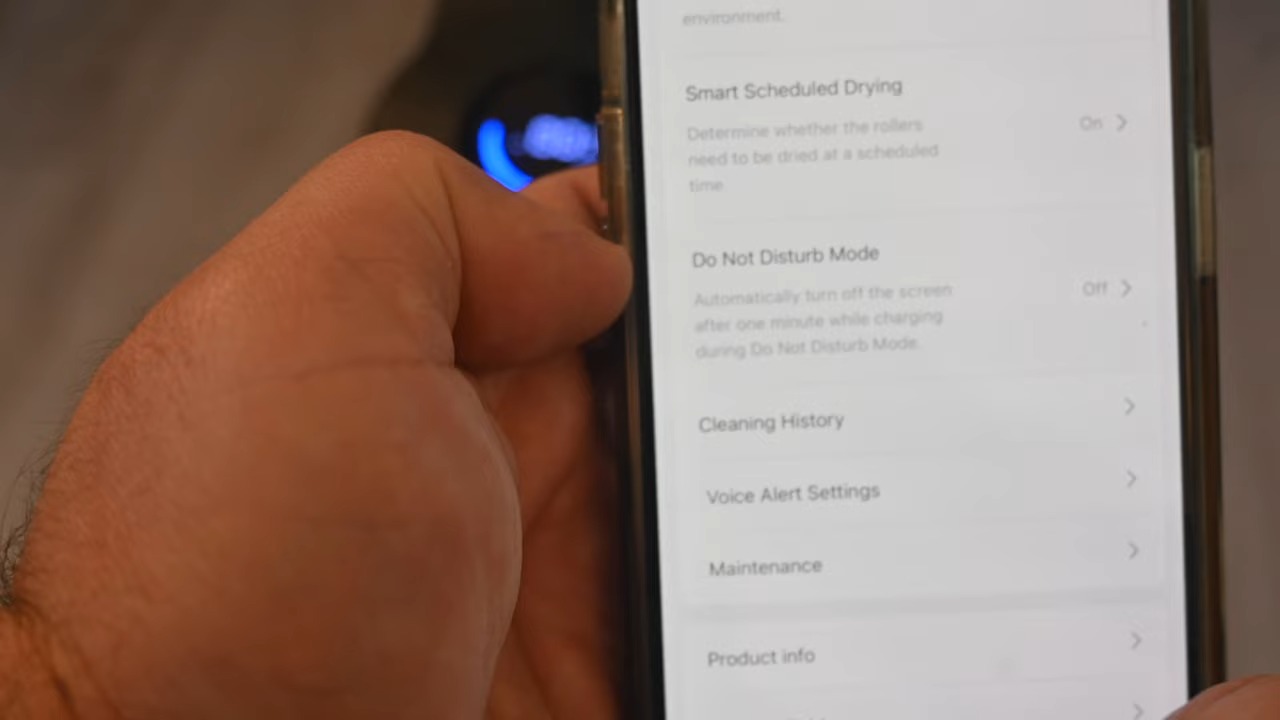 environment.
Smart Scheduled Drying
Determine whether the rollers
On
need to be dried at a scheduled
time
Do Not Disturb Mode
Automatically turn off the screen
Off
after one minute while charging
during Do Not Disturb Mode
Cleaning History
Voice Alert Settings
Maintenance
Product info